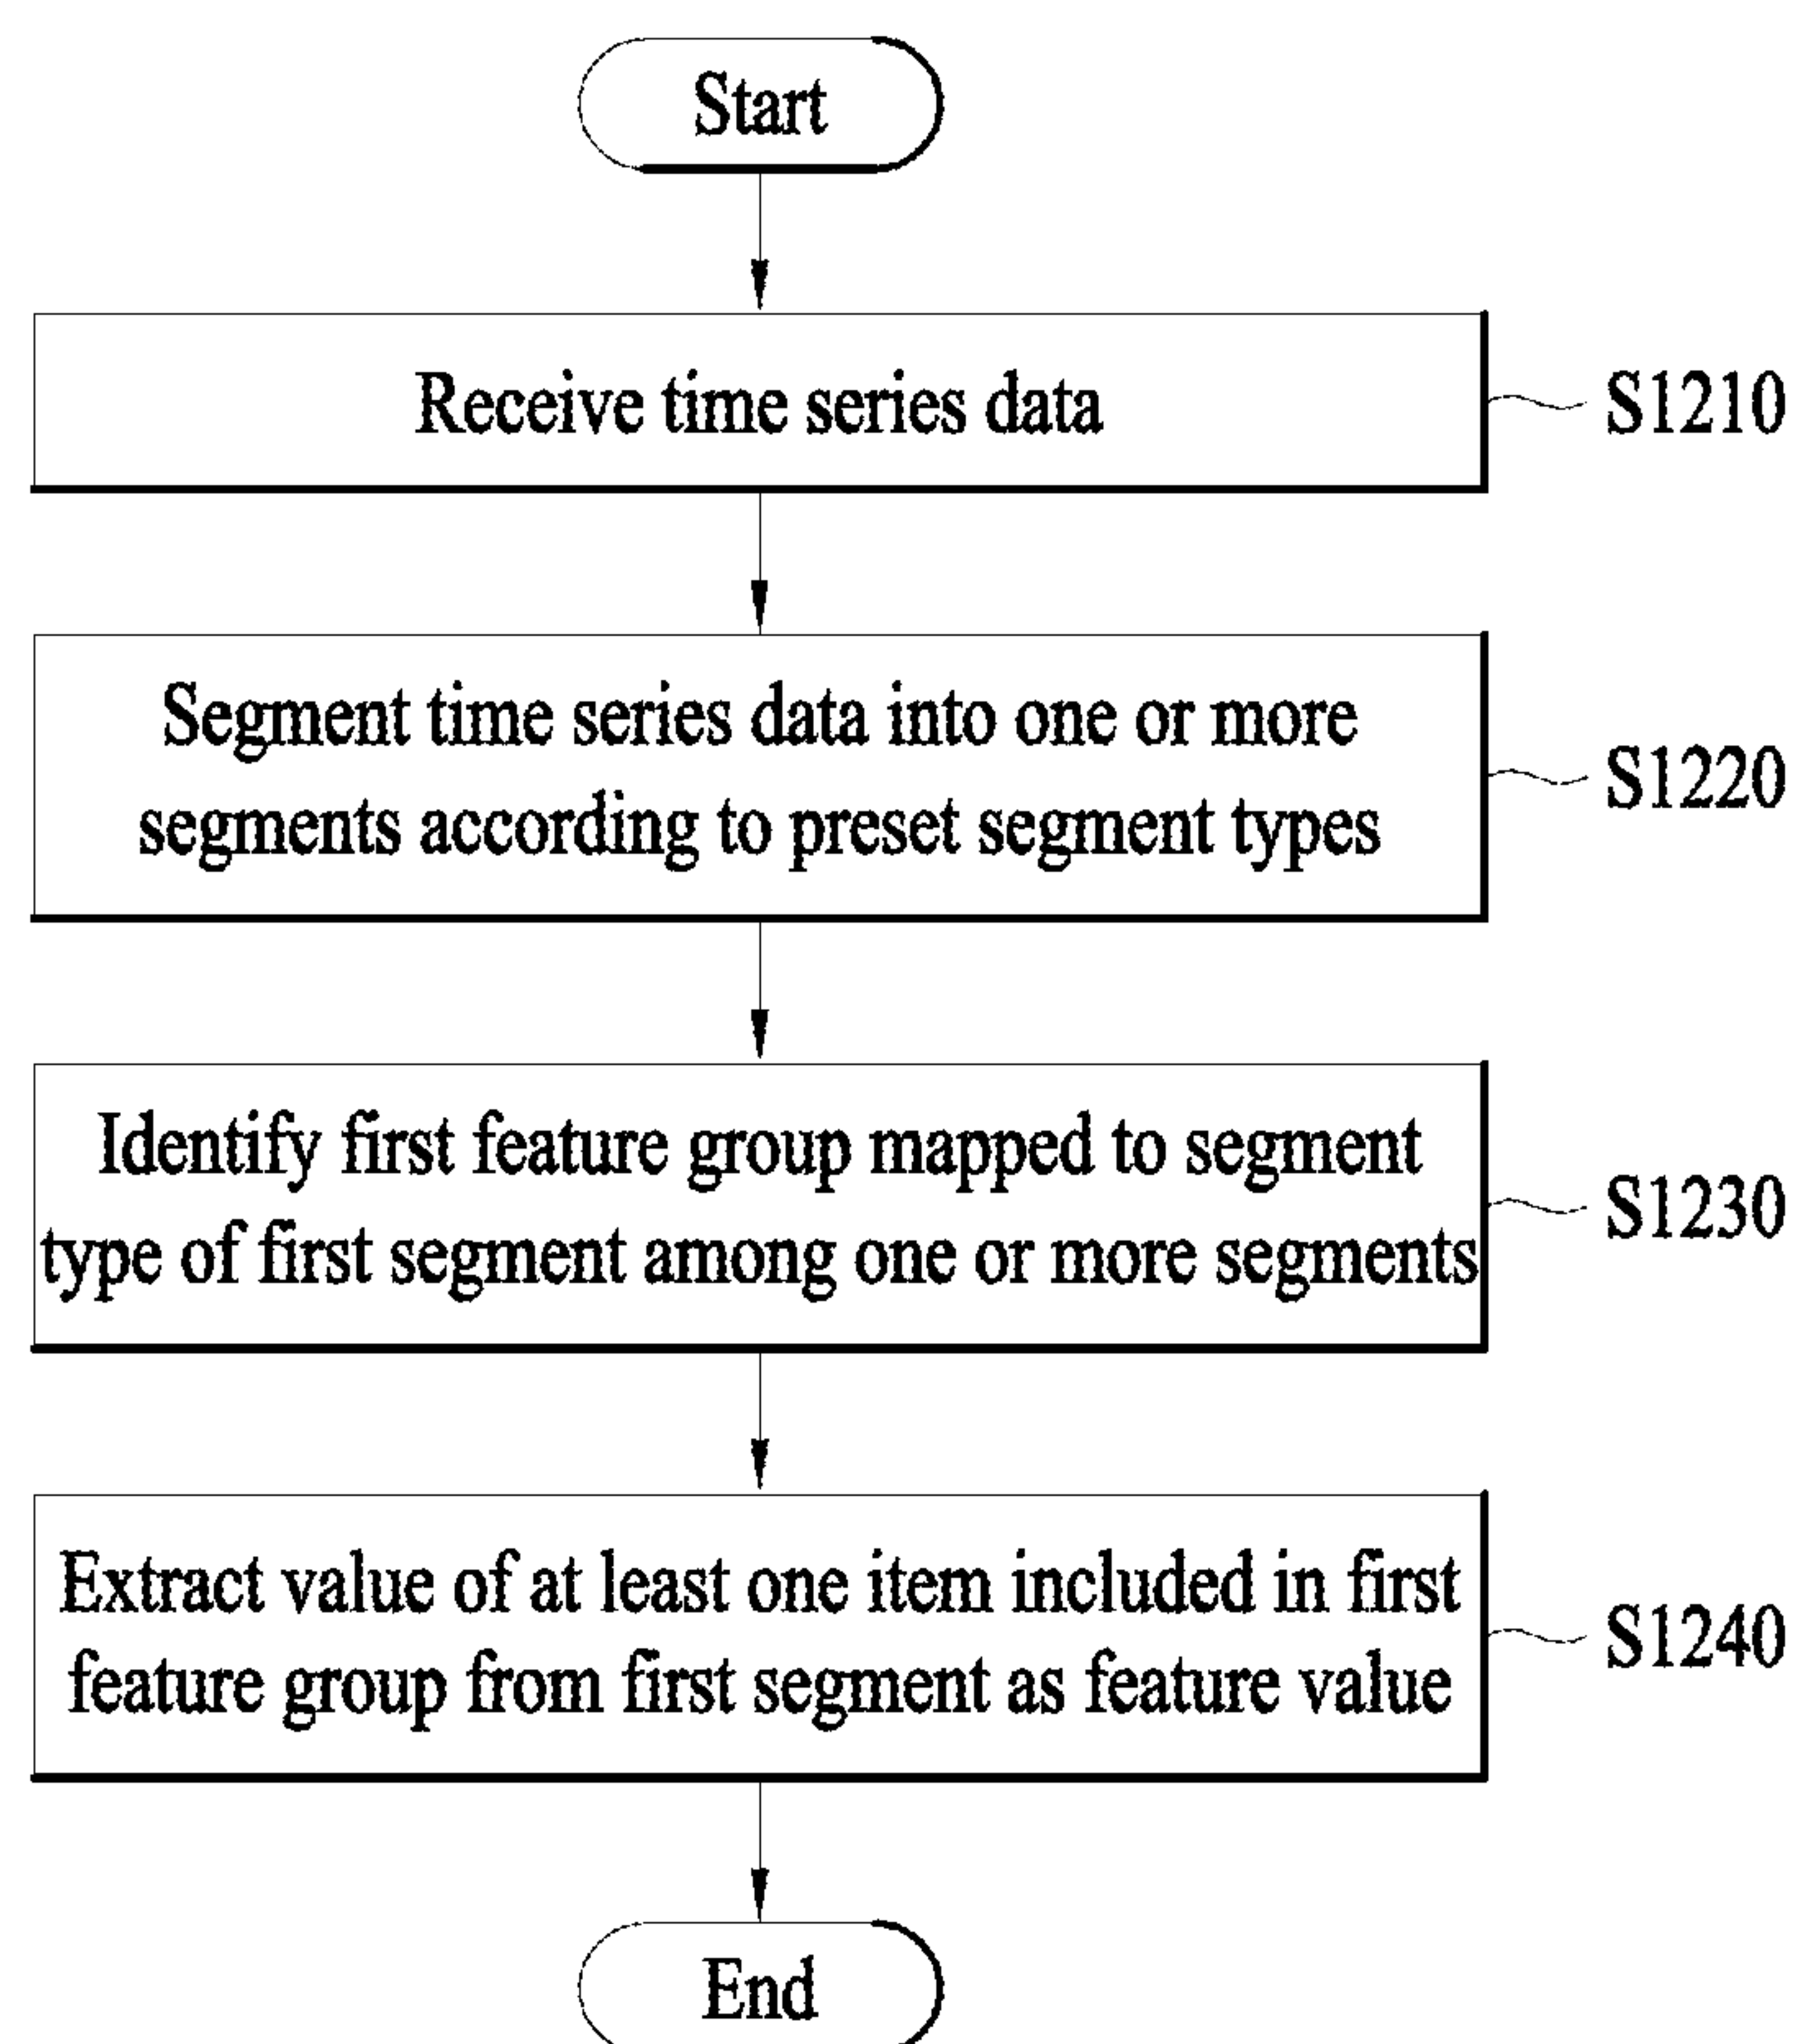 Start
Receive time series data
S1210
Segment time series data into one or more
segments according to preset segment types
S1220
Identify first feature group mapped to segment
type of first segment among one or more segments
S1230
Extract value of at least one item included in first
feature group from first segment as feature value
S1240
End